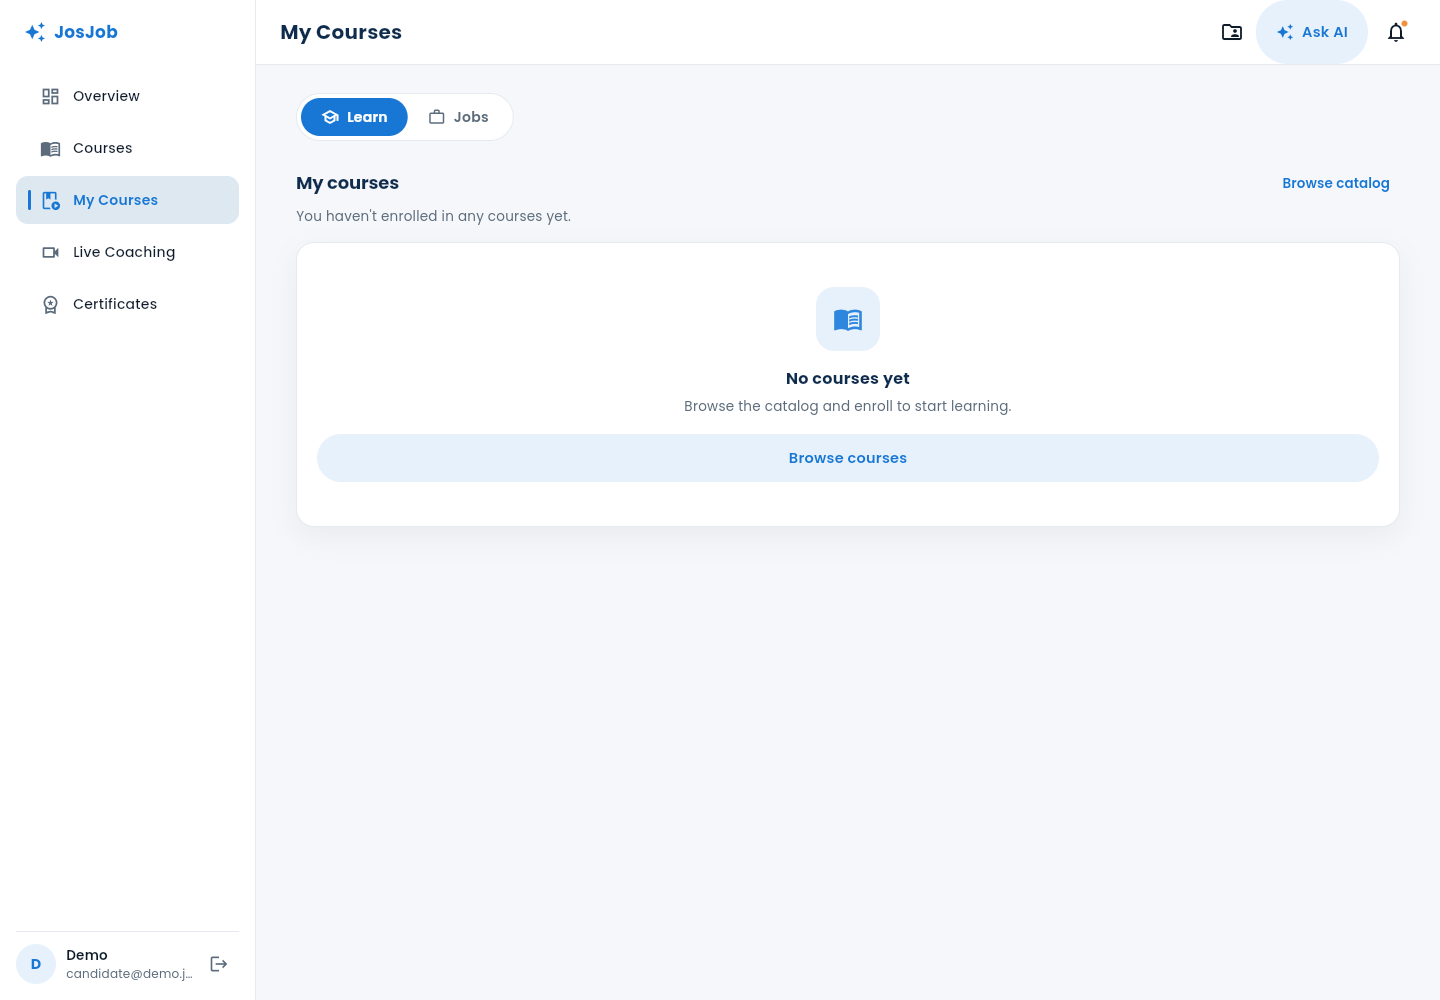 JosJob
My Courses
Ask AI
Overview
Courses
My Courses
Live Coaching
Certificates
Learn
Jobs
My courses
Browse catalog
You haven't enrolled in any courses yet.
No courses yet
Browse the catalog and enroll to start learning.
Browse courses
D
Demo
candidate@demo.j...